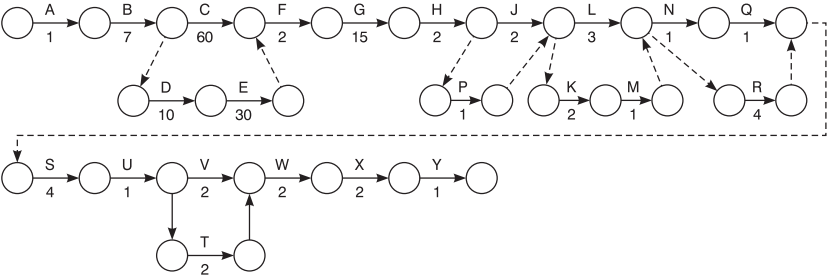 A B C F G H J L N Q
1 7 60 2 15 2 2 3 1 1
D E P K M R
10 30 1 2 1 4
S U V W X Y
4 1 2 2 2 1
T
2